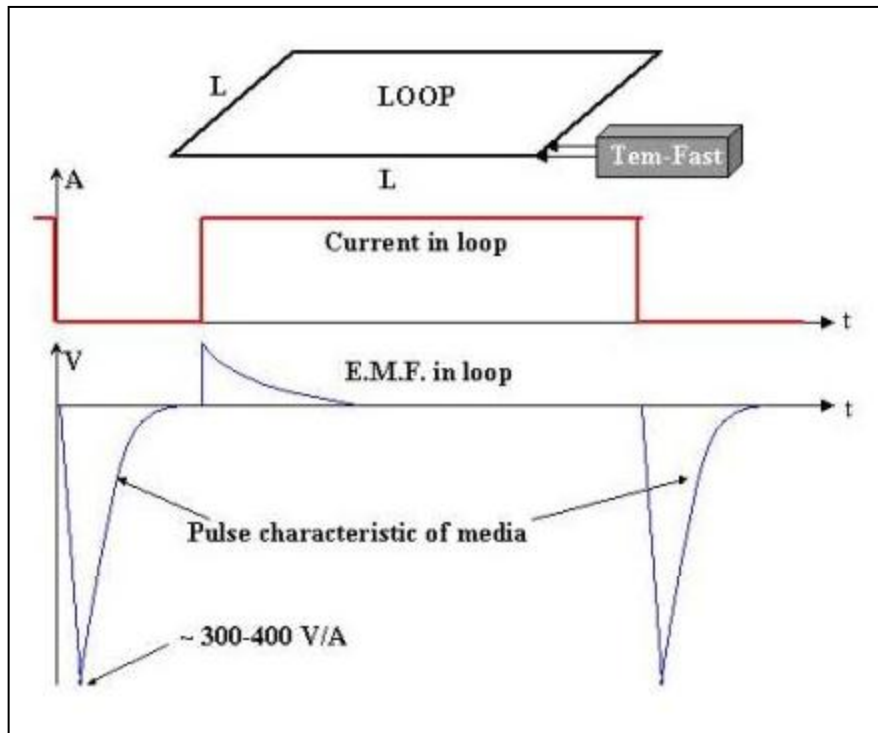 L
LOOP
Tem-Fast
L
A
Current in loop
t
V
E.M.F. in loop
t
Pulse characteristic of media
~ 300-400 V/A